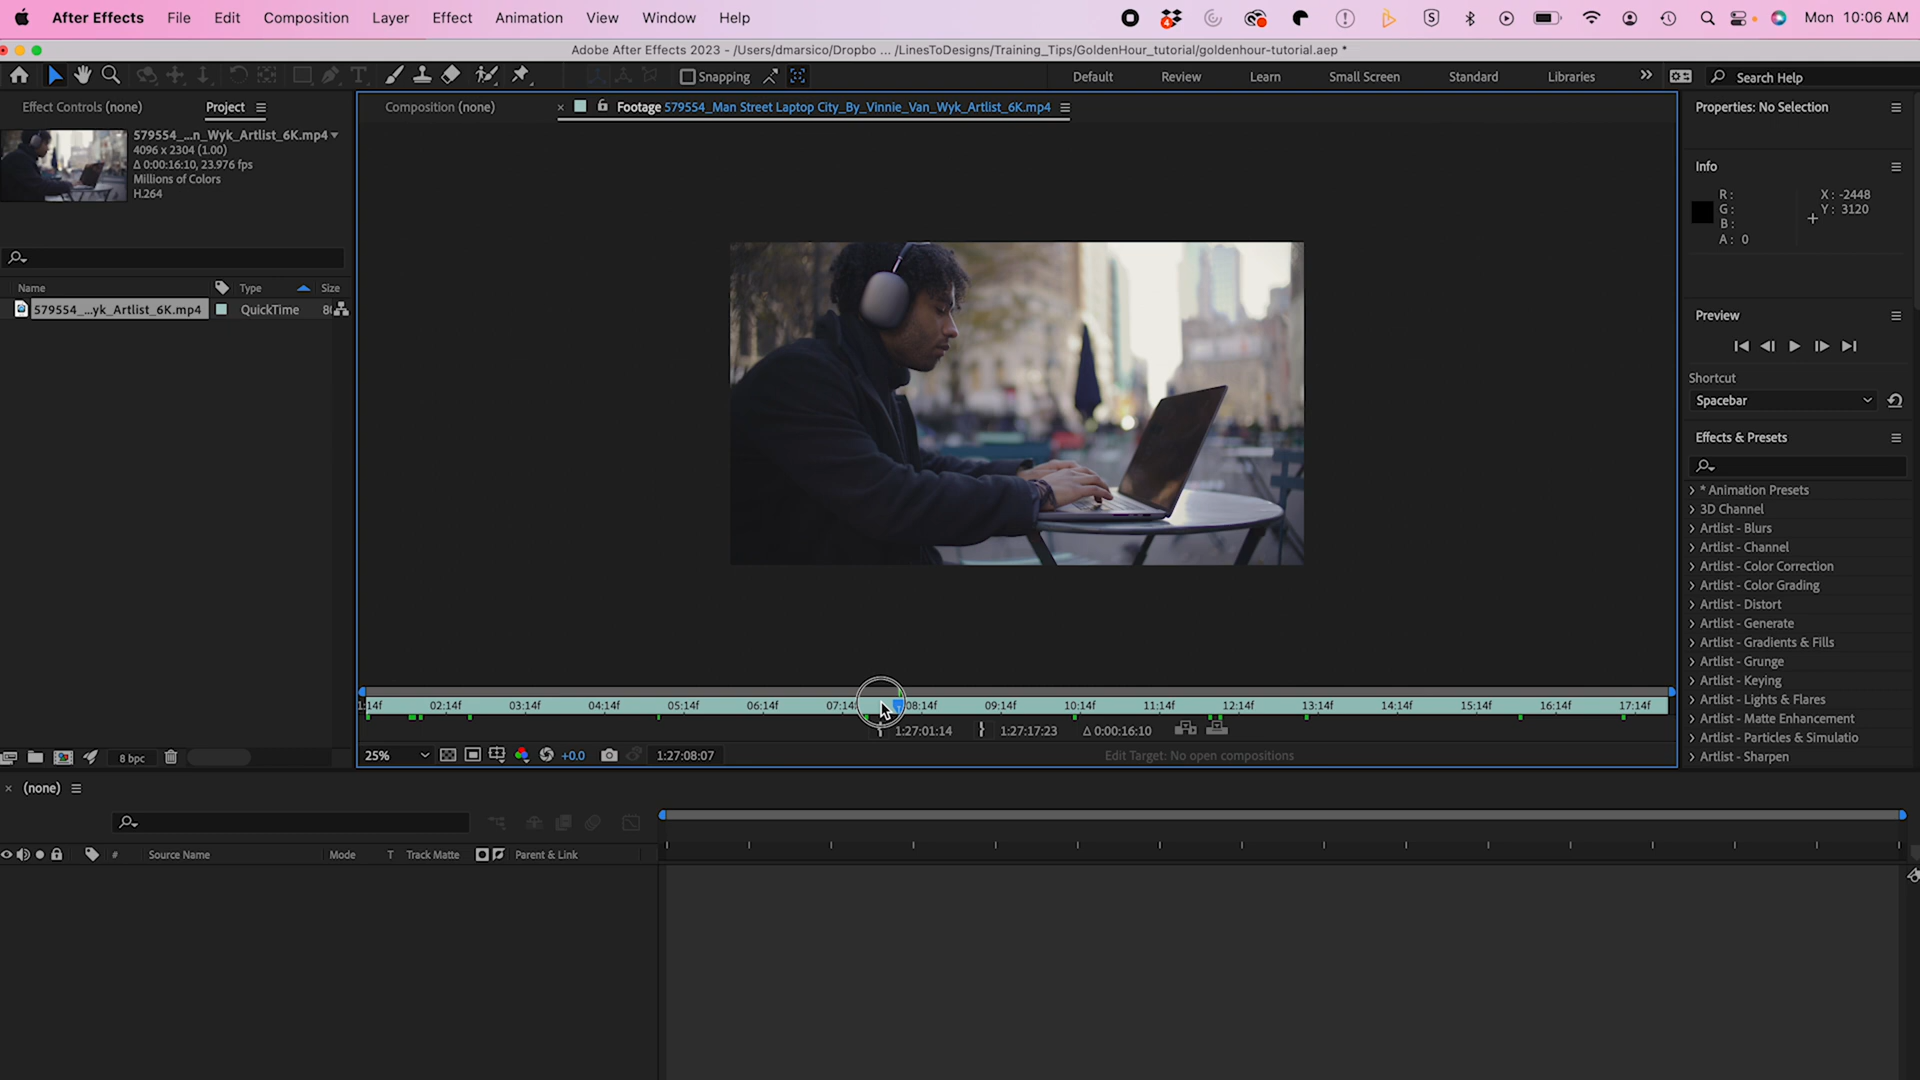 After Effects File Edit Composition Layer Effect Animation View Window Help Mon 10:06 AM
Adobe After Effects 2023 - /Users/dmarsico/Dropbo ... /LinesToDesigns/Training_Tips/GoldenHour_tutorial/goldenhour-tutorial.aep *
Snapping Default Review Learn Small Screen Standard Libraries Search Help
Effect Controls (none) Project Composition (none) Footage 579554_Man Street Laptop City_By_Vinnie_Van_Wyk_Artlist_6K.mp4 Properties: No Selection
579554_...n_Wyk_Artlist_6K.mp4
4096 x 2304 (1.00)
Δ 0:00:16:10, 23.976 fps
Millions of Colors
H.264
Info
R: X: -2448
G: Y: 3120
B:
A: 0
Name Type Size
579554_...yk_Artlist_6K.mp4 QuickTime
Preview
Shortcut
Spacebar
Effects & Presets
* Animation Presets
3D Channel
Artlist - Blurs
Artlist - Channel
Artlist - Color Correction
Artlist - Color Grading
Artlist - Distort
Artlist - Generate
Artlist - Gradients & Fills
Artlist - Grunge
Artlist - Keying
Artlist - Lights & Flares
Artlist - Matte Enhancement
Artlist - Particles & Simulatio
Artlist - Sharpen
1:14f 02:14f 03:14f 04:14f 05:14f 06:14f 07:14f 08:14f 09:14f 10:14f 11:14f 12:14f 13:14f 14:14f 15:14f 16:14f 17:14f
1:27:01:14 1:27:17:23 Δ 0:00:16:10
8 bpc 25% +0.0 1:27:08:07 Edit Target: No open compositions
(none)
# Source Name Mode T Track Matte Parent & Link